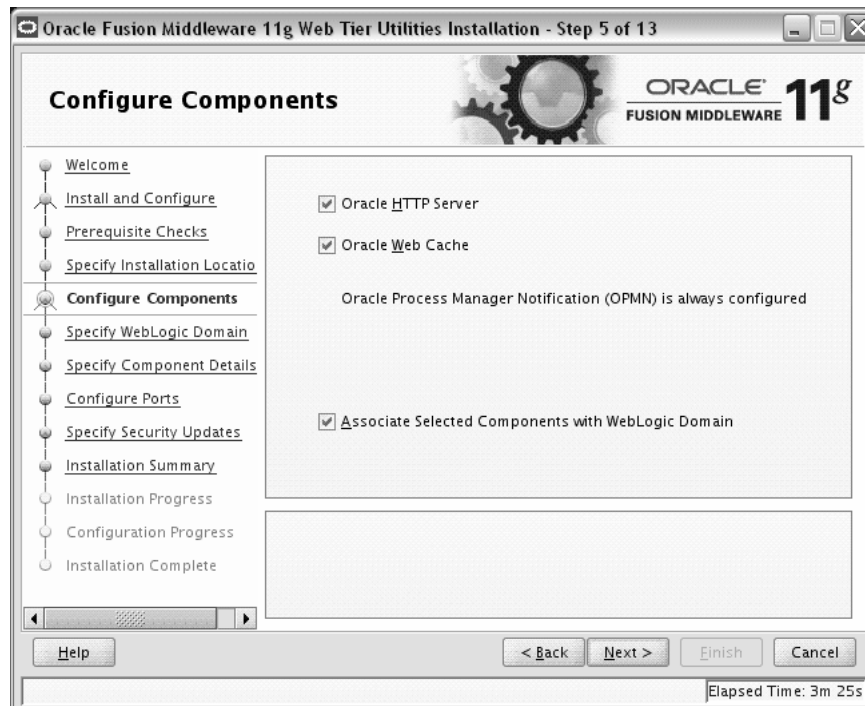 Oracle Fusion Middleware 11g Web Tier Utilities Installation - Step 5 of 13
Configure Components
ORACLE
FUSION MIDDLEWARE
11g
Welcome
Install and Configure
Prerequisite Checks
Specify Installation Locatio
Configure Components
Specify WebLogic Domain
Specify Component Details
Configure Ports
Specify Security Updates
Installation Summary
Installation Progress
Configuration Progress
Installation Complete
Oracle HTTP Server
Oracle Web Cache
Oracle Process Manager Notification (OPMN) is always configured
Associate Selected Components with WebLogic Domain
Help
< Back
Next >
Finish
Cancel
Elapsed Time: 3m 25s